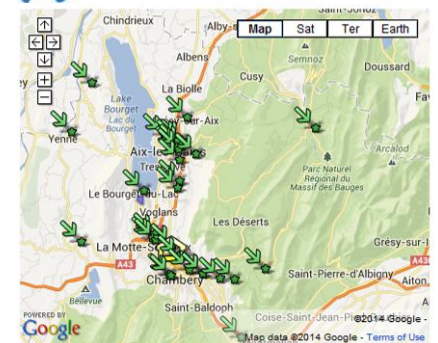 Chindrieux
Alby-s
Saint-Jorioz
Map
Sat
Ter
Earth
Semnoz
Albens
Cusy
Doussard
La Biolle
Lake
Bourget
Lac du
Bourget
Yenne
Arcalod
Aix-les
Parc Naturel
Régional du
Massif des Bauges
Le Bourget
Voglans
Les Déserts
Grésy-sur-I
La Motte-S
A43
A43
Saint-Pierre-d'Albigny
Aiton
Chambéry
Bellevue
Saint-Baldoph
POWERED BY
Google
Coise-Saint-Jean-Pi
©2014 Google -
Map data ©2014 Google - Terms of Use